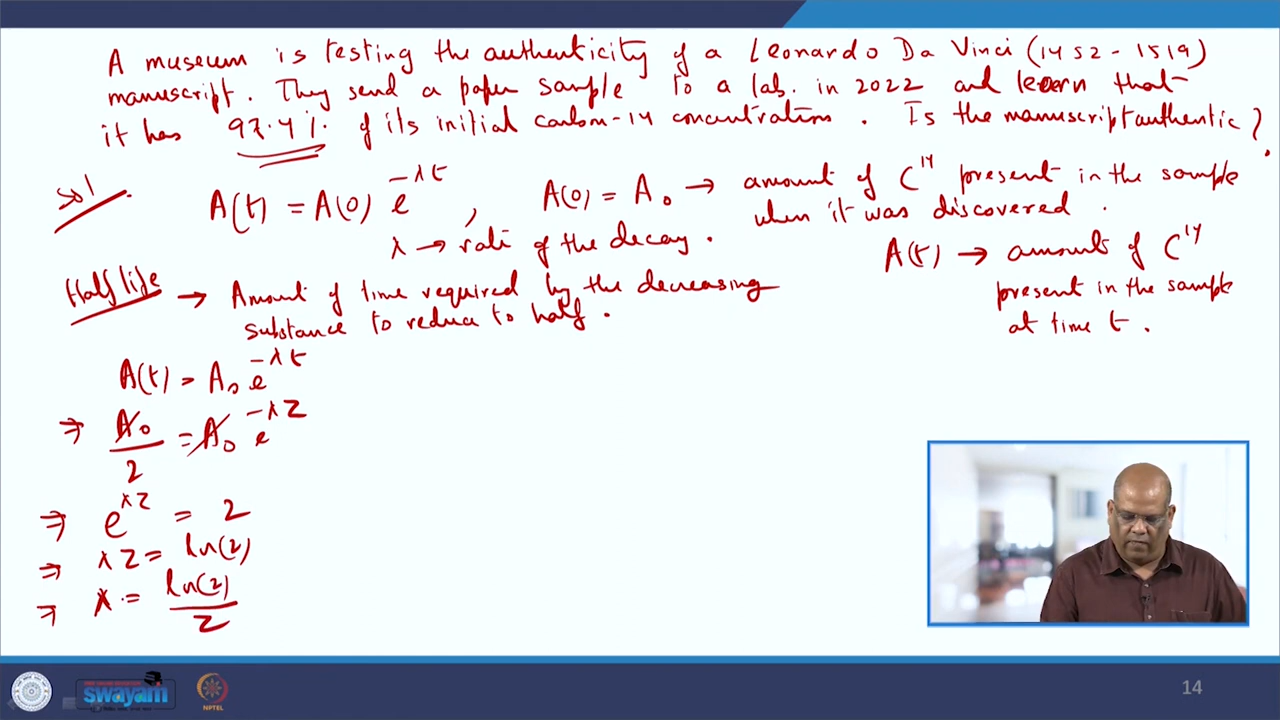 A museum is testing the authenticity of a Leonardo Da Vinci (1452-1519)
manuscript. They send a paper sample to a lab. in 2022 and learn that
it has 97.4%. of its initial carbon-14 concentration. Is the manuscript authentic?.
Sol
A(t) = A(0) e^{-λt}, A(0) = A₀ → amount of C^{14} present in the sample
when it was discovered.
λ → rate of the decay.
A(t) → amount of C^{14}
present in the sample
at time t.
Half life → Amount of time required by the decreasing
substance to reduce to half.
A(t) = A₀ e^{-λt}
⇒ A₀/2 = A₀ e^{-λZ}
⇒ e^{λZ} = 2
⇒ λZ = ln(2)
⇒ λ = ln(2)/Z
swayam
NPTEL
14